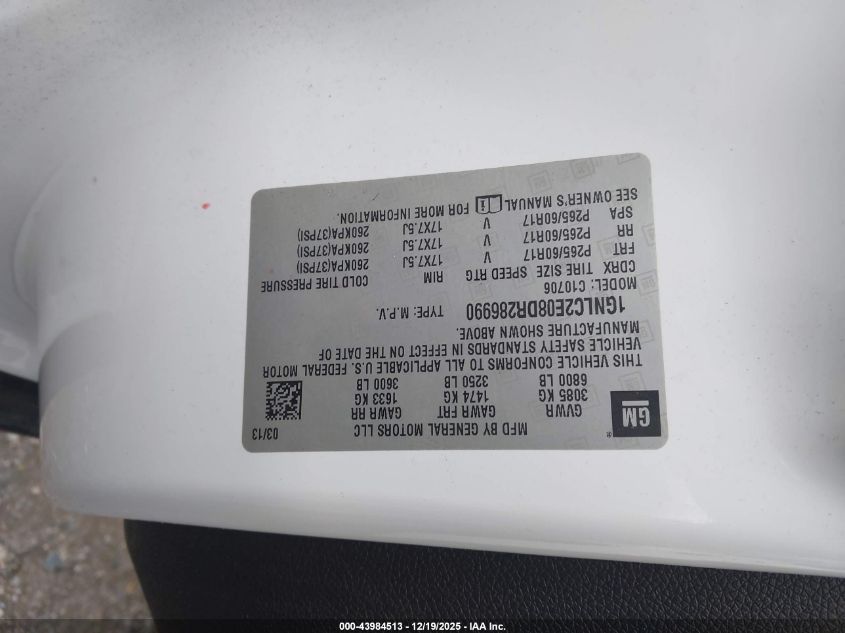 MFD BY GENERAL MOTORS LLC 03/13
GM ®
GVWR GAWR FRT GAWR RR
3085 KG 1474 KG 1633 KG
6800 LB 3250 LB 3600 LB
THIS VEHICLE CONFORMS TO ALL APPLICABLE U.S. FEDERAL MOTOR
VEHICLE SAFETY STANDARDS IN EFFECT ON THE DATE OF
MANUFACTURE SHOWN ABOVE.
1GNLC2E08DR286990 TYPE: M.P.V.
MODEL: C10706
CDRX TIRE SIZE SPEED RTG RIM COLD TIRE PRESSURE
FRT P265/60R17 V 17X7.5J 260KPA(37PSI)
RR P265/60R17 V 17X7.5J 260KPA(37PSI)
SPA P265/60R17 V 17X7.5J 260KPA(37PSI)
SEE OWNER'S MANUAL FOR MORE INFORMATION.
000-43984513 - 12/19/2025 - IAA Inc.